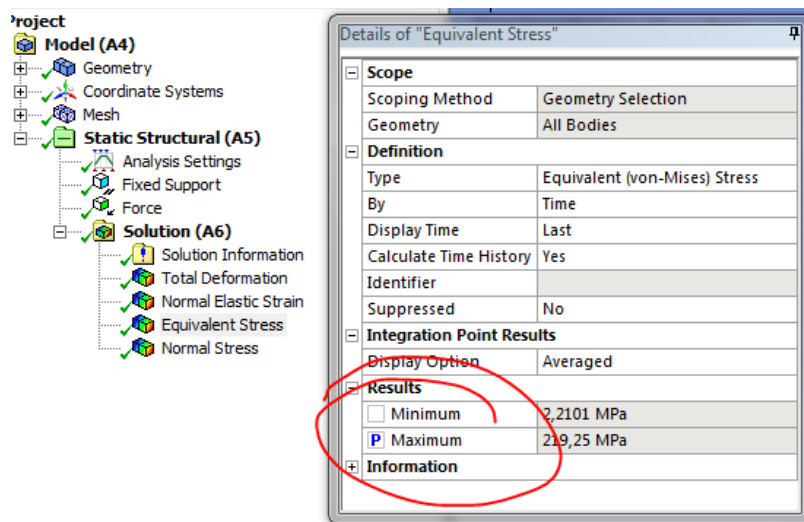 Project
Model (A4)
Geometry
Coordinate Systems
Mesh
Static Structural (A5)
Analysis Settings
Fixed Support
Force
Solution (A6)
Solution Information
Total Deformation
Normal Elastic Strain
Equivalent Stress
Normal Stress
Details of "Equivalent Stress"
Scope
Scoping Method Geometry Selection
Geometry All Bodies
Definition
Type Equivalent (von-Mises) Stress
By Time
Display Time Last
Calculate Time History Yes
Identifier
Suppressed No
Integration Point Results
Display Option Averaged
Results
Minimum 2,2101 MPa
P Maximum 219,25 MPa
Information